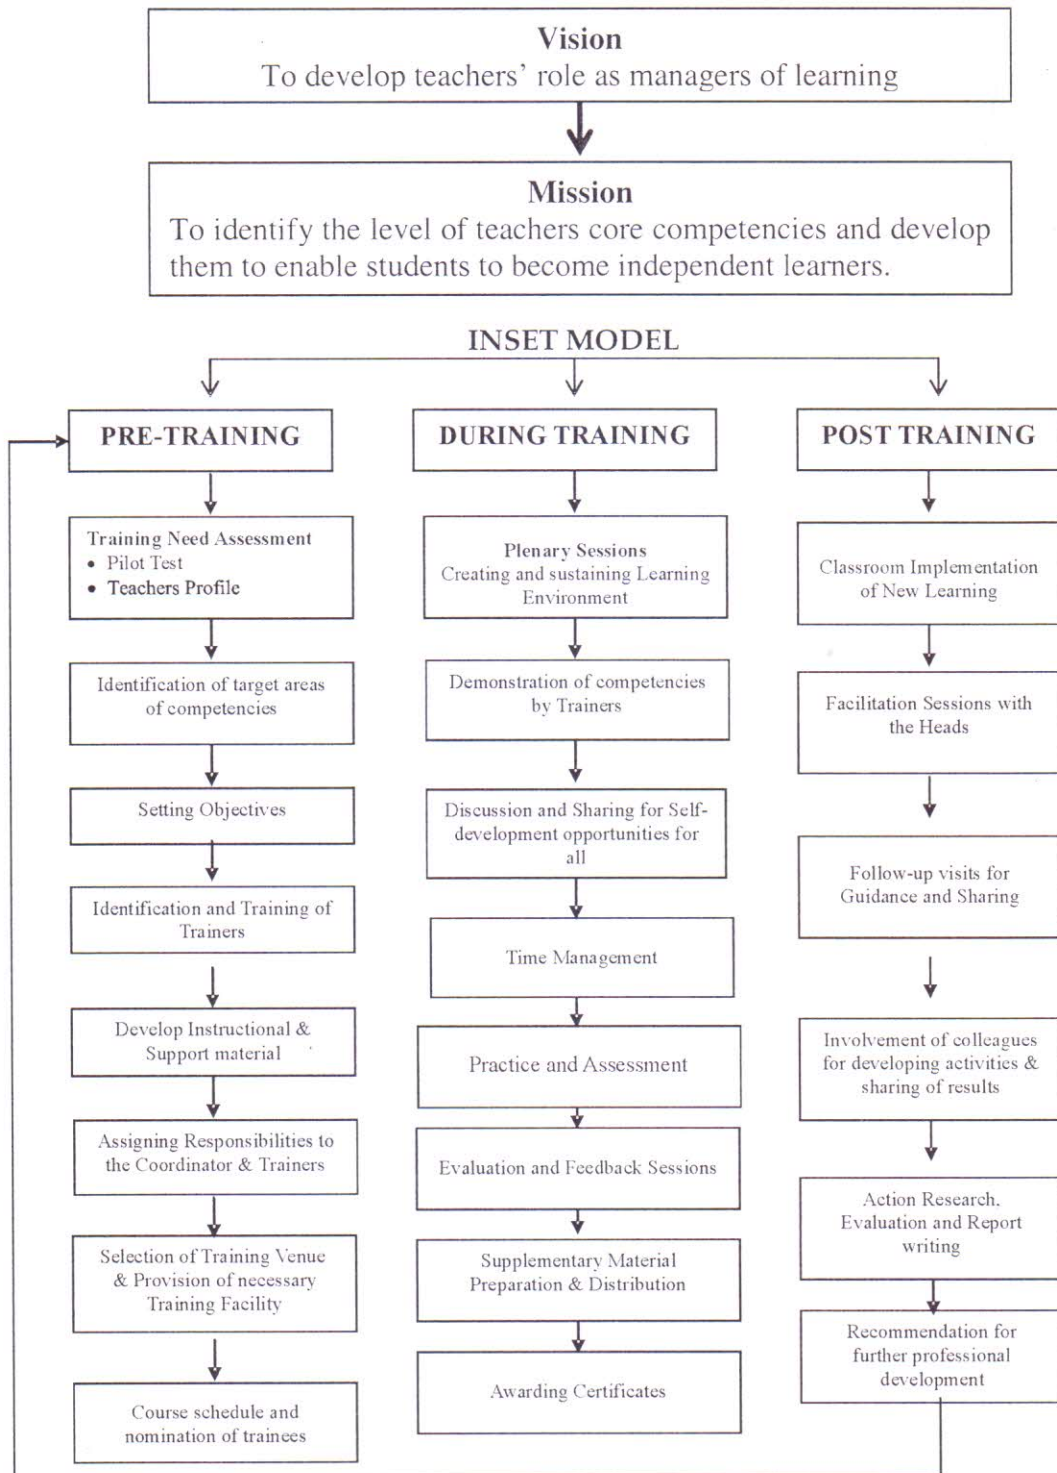 Vision
To develop teachers' role as managers of learning
Mission
To identify the level of teachers core competencies and develop
them to enable students to become independent learners.
INSET MODEL
PRE-TRAINING
Training Need Assessment
• Pilot Test
• Teachers Profile
Identification of target areas
of competencies
Setting Objectives
Identification and Training of
Trainers
Develop Instructional &
Support material
Assigning Responsibilities to
the Coordinator & Trainers
Selection of Training Venue
& Provision of necessary
Training Facility
Course schedule and
nomination of trainees
DURING TRAINING
Plenary Sessions
Creating and sustaining Learning
Environment
Demonstration of competencies
by Trainers
Discussion and Sharing for Self-
development opportunities for
all
Time Management
Practice and Assessment
Evaluation and Feedback Sessions
Supplementary Material
Preparation & Distribution
Awarding Certificates
POST TRAINING
Classroom Implementation
of New Learning
Facilitation Sessions with
the Heads
Follow-up visits for
Guidance and Sharing
Involvement of colleagues
for developing activities &
sharing of results
Action Research,
Evaluation and Report
writing
Recommendation for
further professional
development